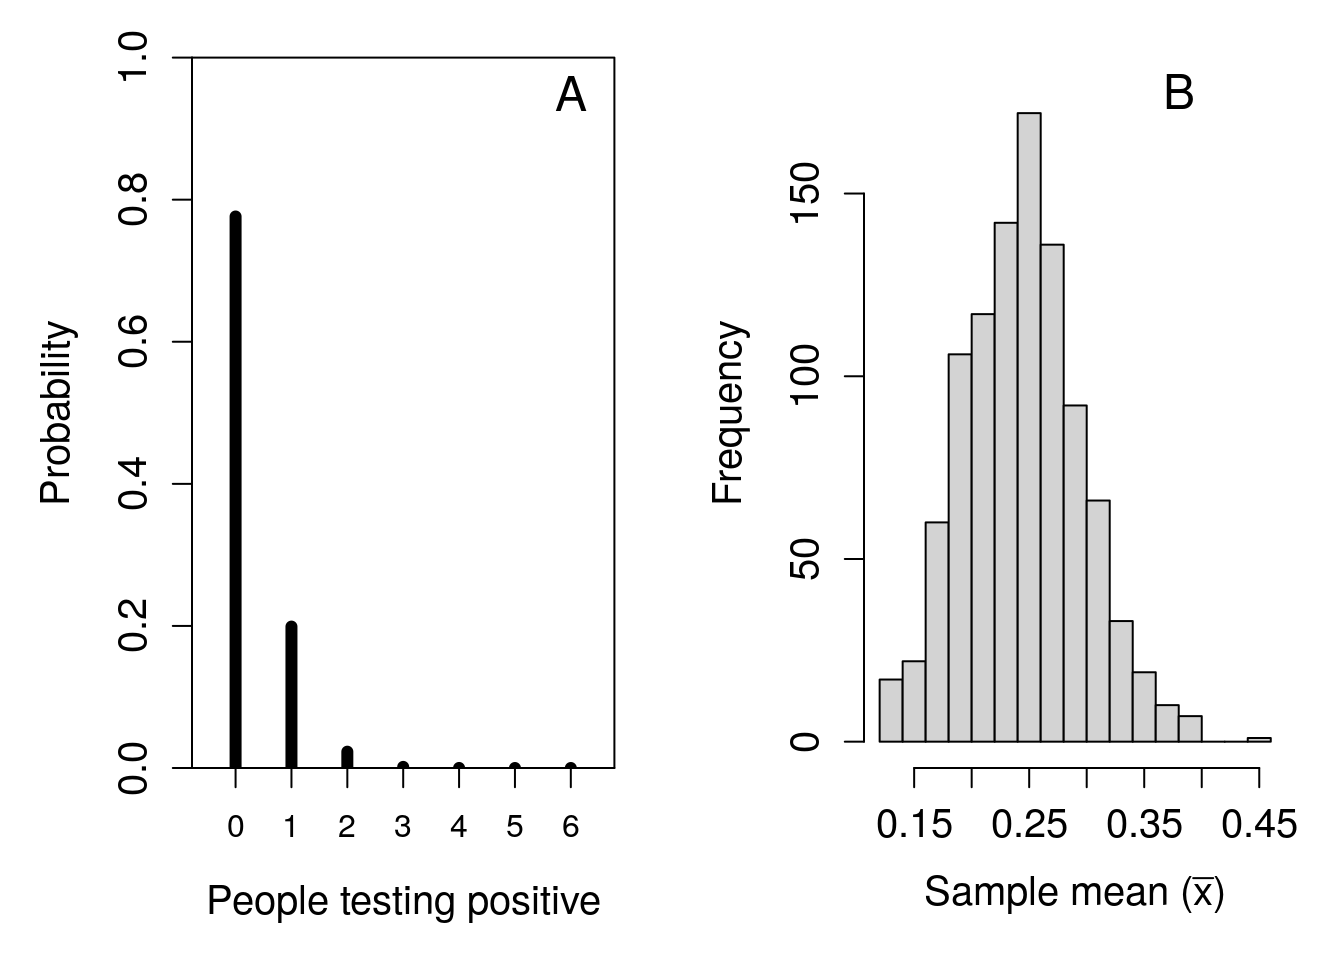 A
1.0
0.8
0.6
0.4
0.2
0.0
Probability
0 1 2 3 4 5 6
People testing positive
B
150
100
50
0
Frequency
0.15 0.25 0.35 0.45
Sample mean (x̅)